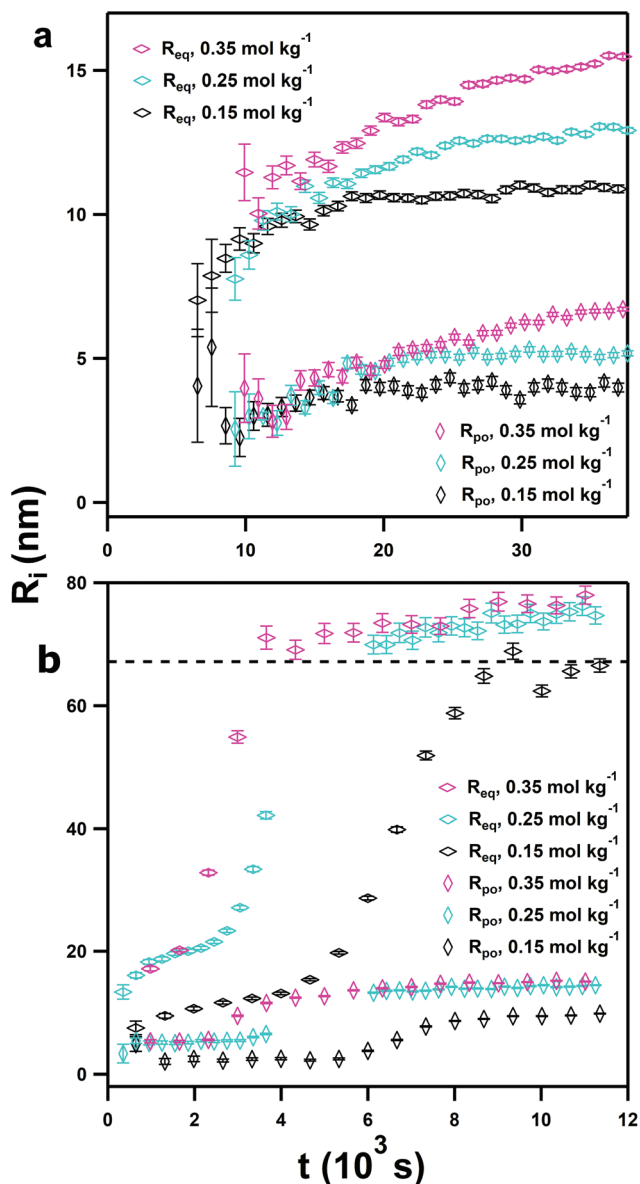 a
R_eq, 0.35 mol kg⁻¹
R_eq, 0.25 mol kg⁻¹
R_eq, 0.15 mol kg⁻¹
15
10
5
0
R_po, 0.35 mol kg⁻¹
R_po, 0.25 mol kg⁻¹
R_po, 0.15 mol kg⁻¹
0 10 20 30
R_i (nm)
b
80
60
40
20
0
R_eq, 0.35 mol kg⁻¹
R_eq, 0.25 mol kg⁻¹
R_eq, 0.15 mol kg⁻¹
R_po, 0.35 mol kg⁻¹
R_po, 0.25 mol kg⁻¹
R_po, 0.15 mol kg⁻¹
0 2 4 6 8 10 12
t (10³ s)